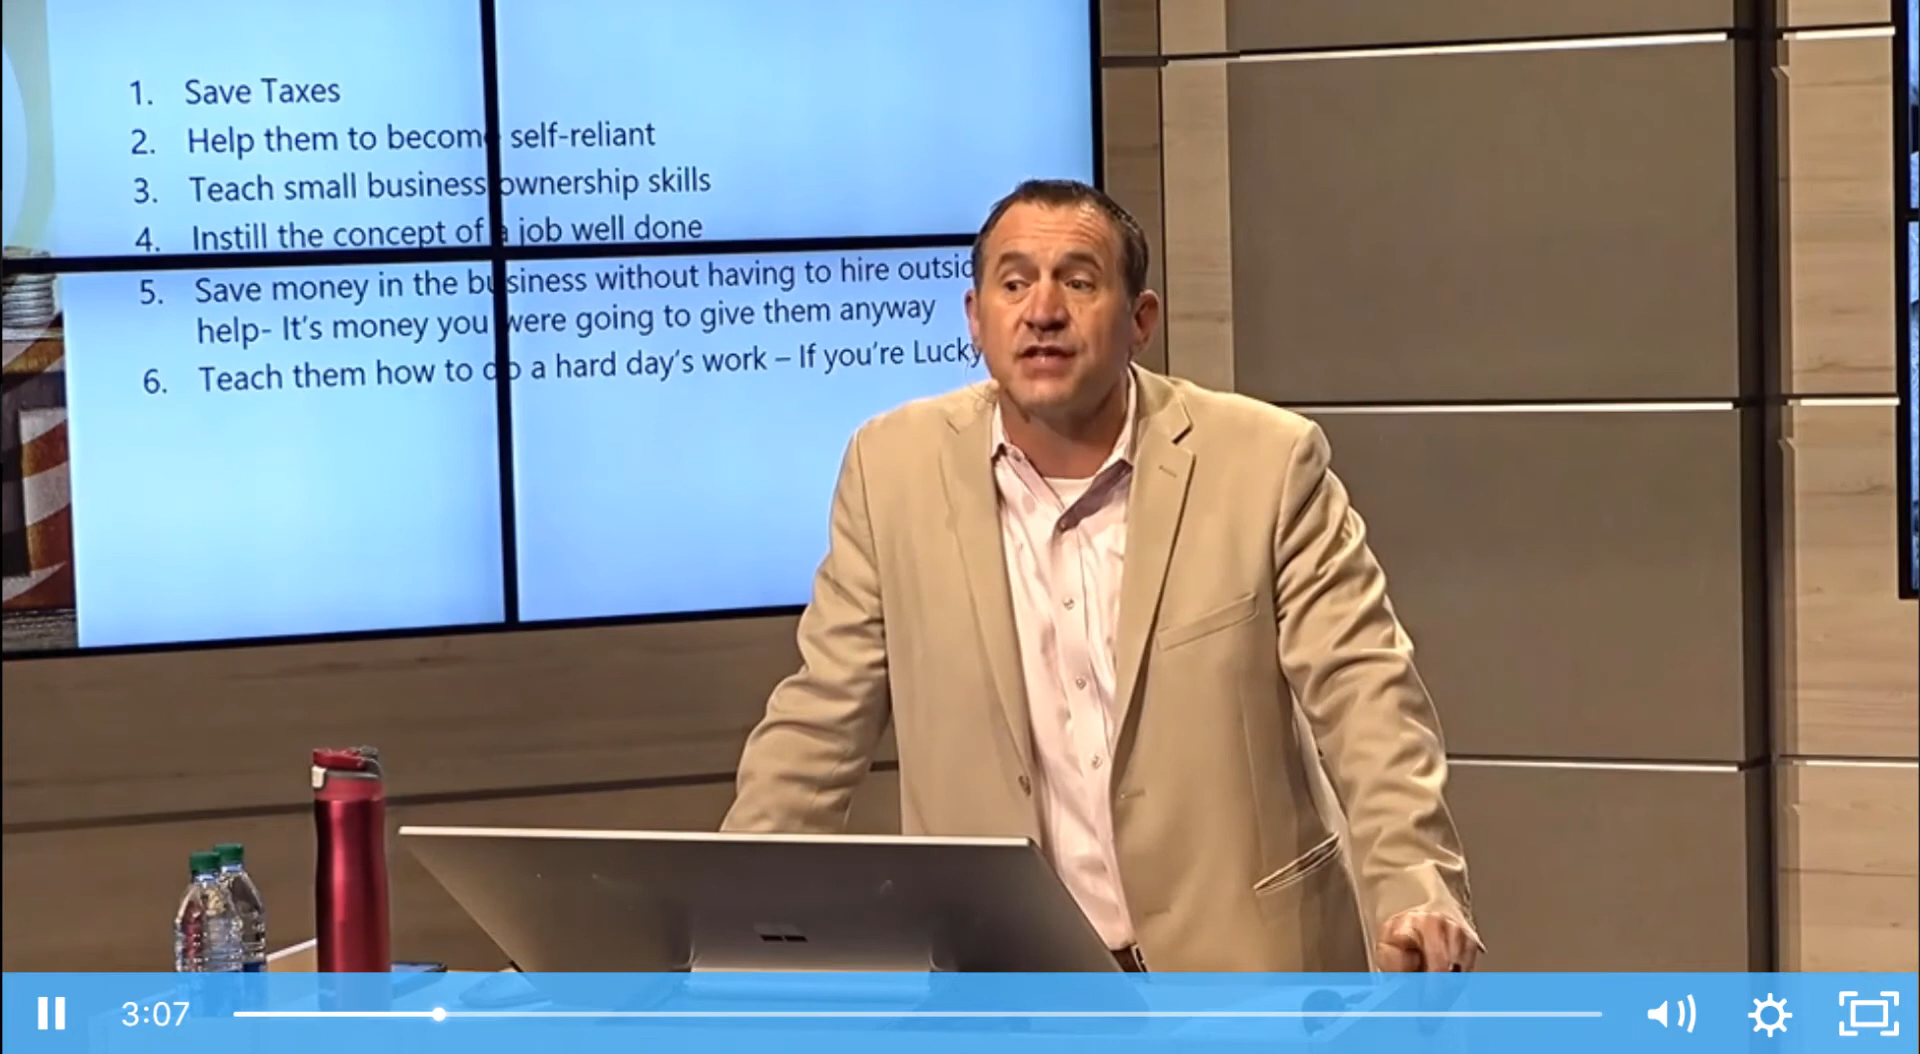 1. Save Taxes
2. Help them to become self-reliant
3. Teach small business ownership skills
4. Instill the concept of a job well done
5. Save money in the business without having to hire
help- It's money you were going to give them anyway
6. Teach them how to do a hard day's work – If you're Lucky
3:07